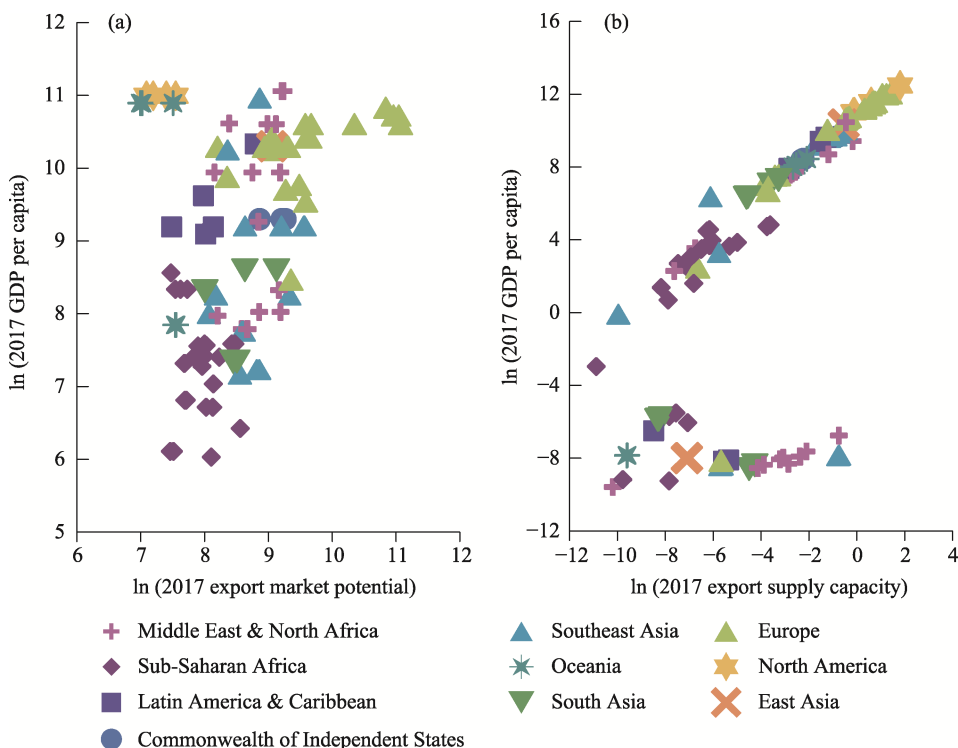 (a)
ln (2017 GDP per capita)
12
11
10
9
8
7
6
5
6 7 8 9 10 11 12
ln (2017 export market potential)
(b)
ln (2017 GDP per capita)
16
12
8
4
0
−4
−8
−12
−12 −10 −8 −6 −4 −2 0 2 4
ln (2017 export supply capacity)
Middle East & North Africa
Sub-Saharan Africa
Latin America & Caribbean
Commonwealth of Independent States
Southeast Asia
Oceania
South Asia
Europe
North America
East Asia